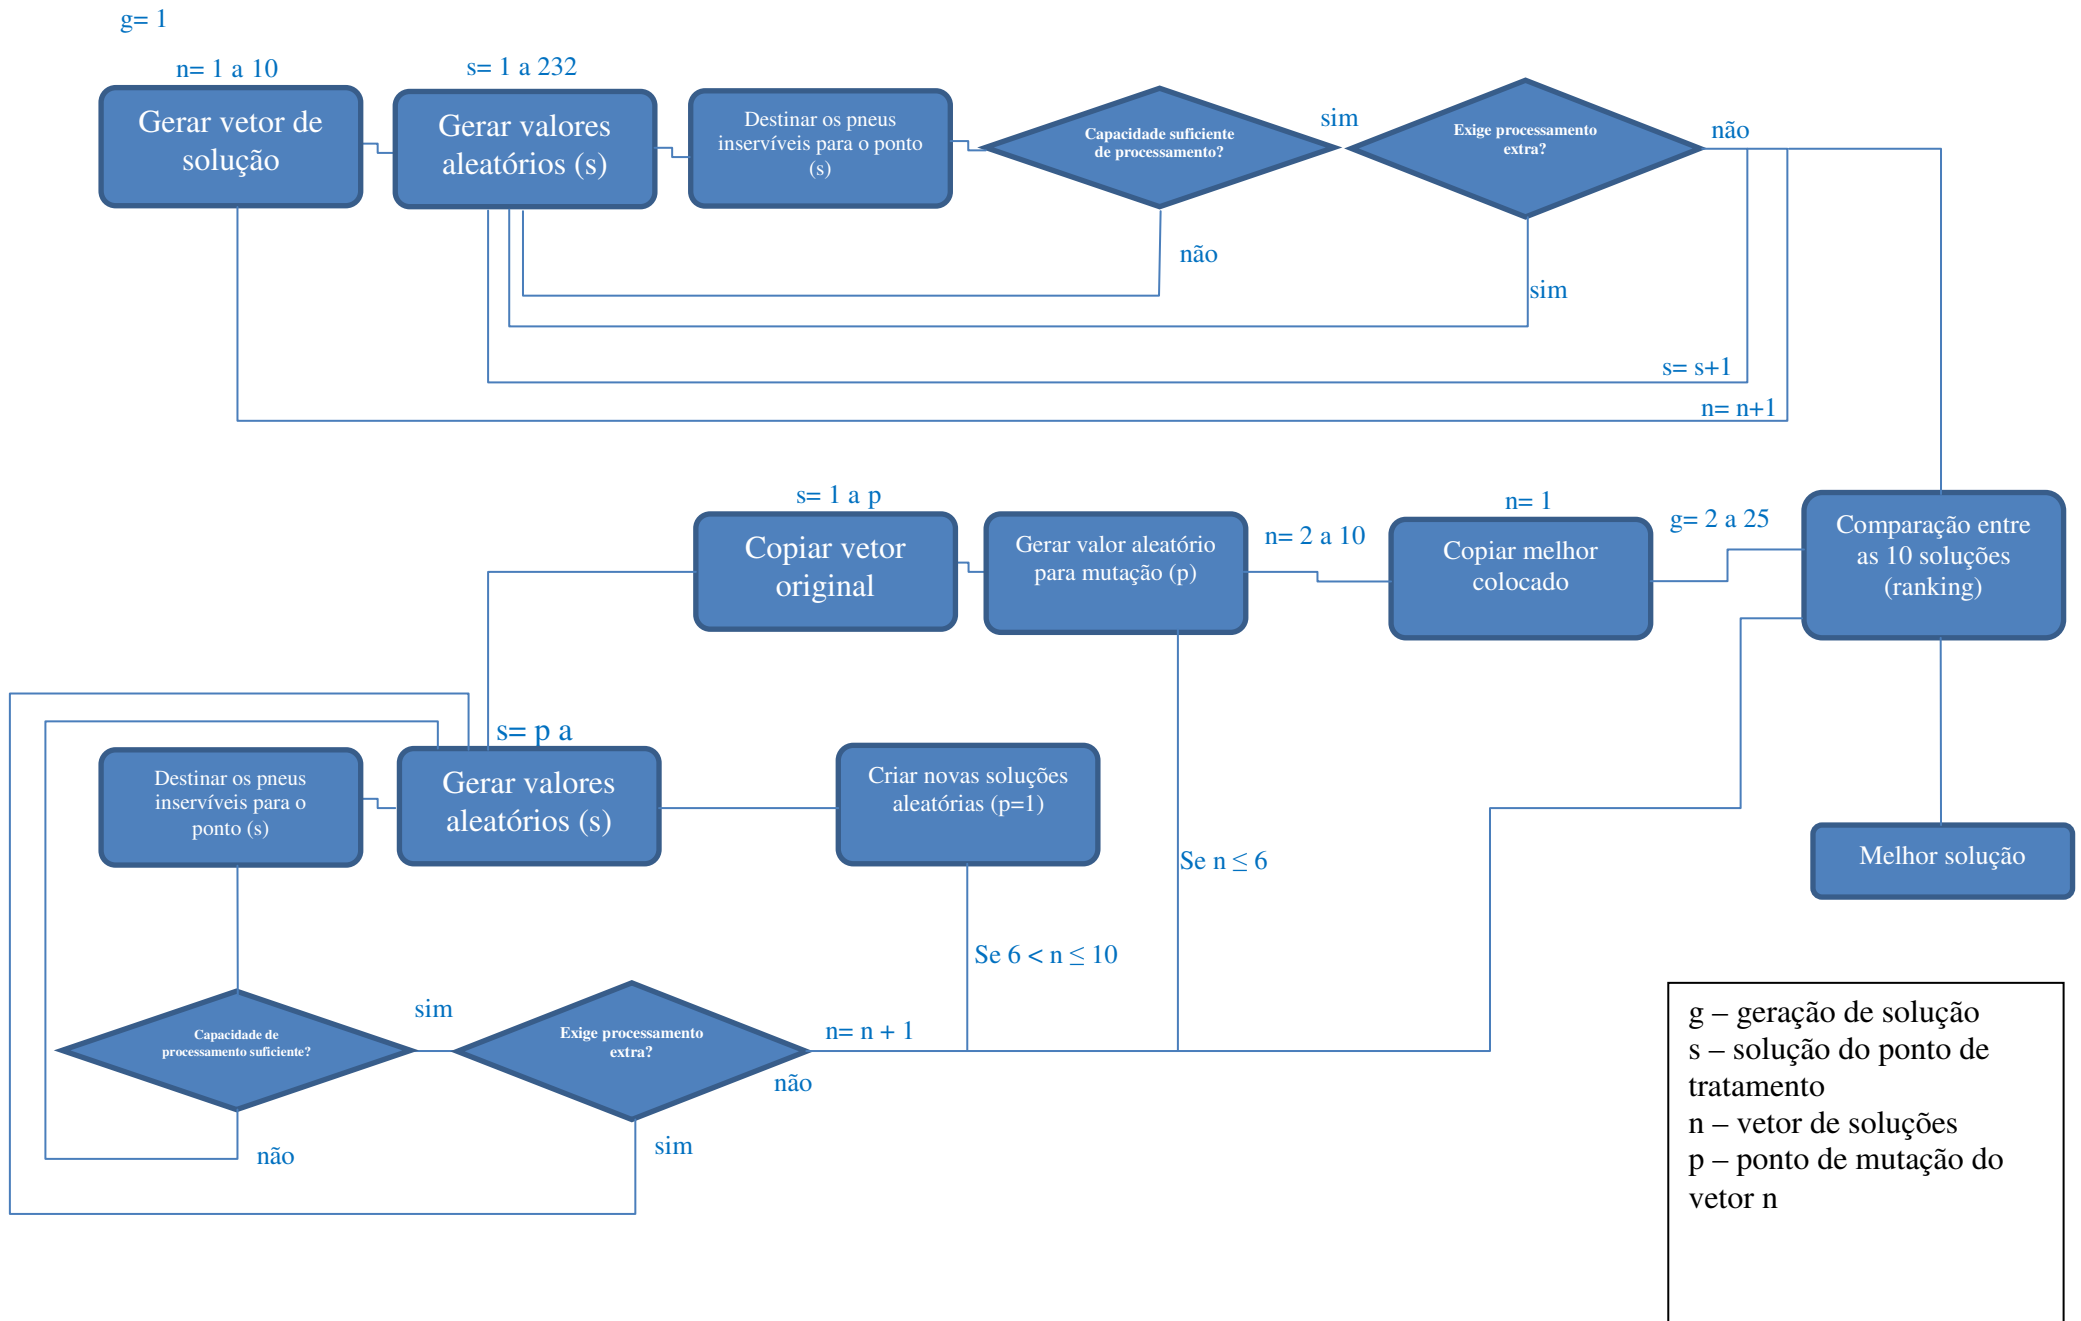 g= 1
n= 1 a 10
s= 1 a 232
Gerar vetor de
solução
Gerar valores
aleatórios (s)
Destinar os pneus
inservíveis para o ponto
(s)
Capacidade suficiente
de processamento?
sim
Exige processamento
extra?
não
não
sim
s= s+1
n= n+1
s= 1 a p
Copiar vetor
original
Gerar valor aleatório
para mutação (p)
n= 2 a 10
n= 1
Copiar melhor
colocado
g= 2 a 25
Comparação entre
as 10 soluções
(ranking)
s= p a
Destinar os pneus
inservíveis para o
ponto (s)
Gerar valores
aleatórios (s)
Criar novas soluções
aleatórias (p=1)
Se n ≤ 6
Melhor solução
Se 6 < n ≤ 10
Capacidade de
processamento suficiente?
sim
Exige processamento
extra?
n= n + 1
não
não
sim
g – geração de solução
s – solução do ponto de
tratamento
n – vetor de soluções
p – ponto de mutação do
vetor n